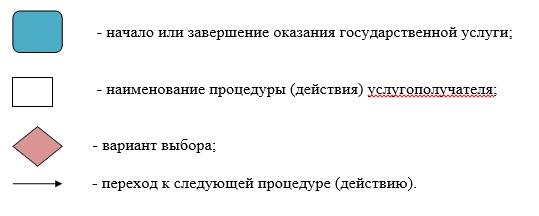 - начало или завершение оказания государственной услуги;
- наименование процедуры (действия) услугополучателя;
- вариант выбора;
- переход к следующей процедуре (действию).